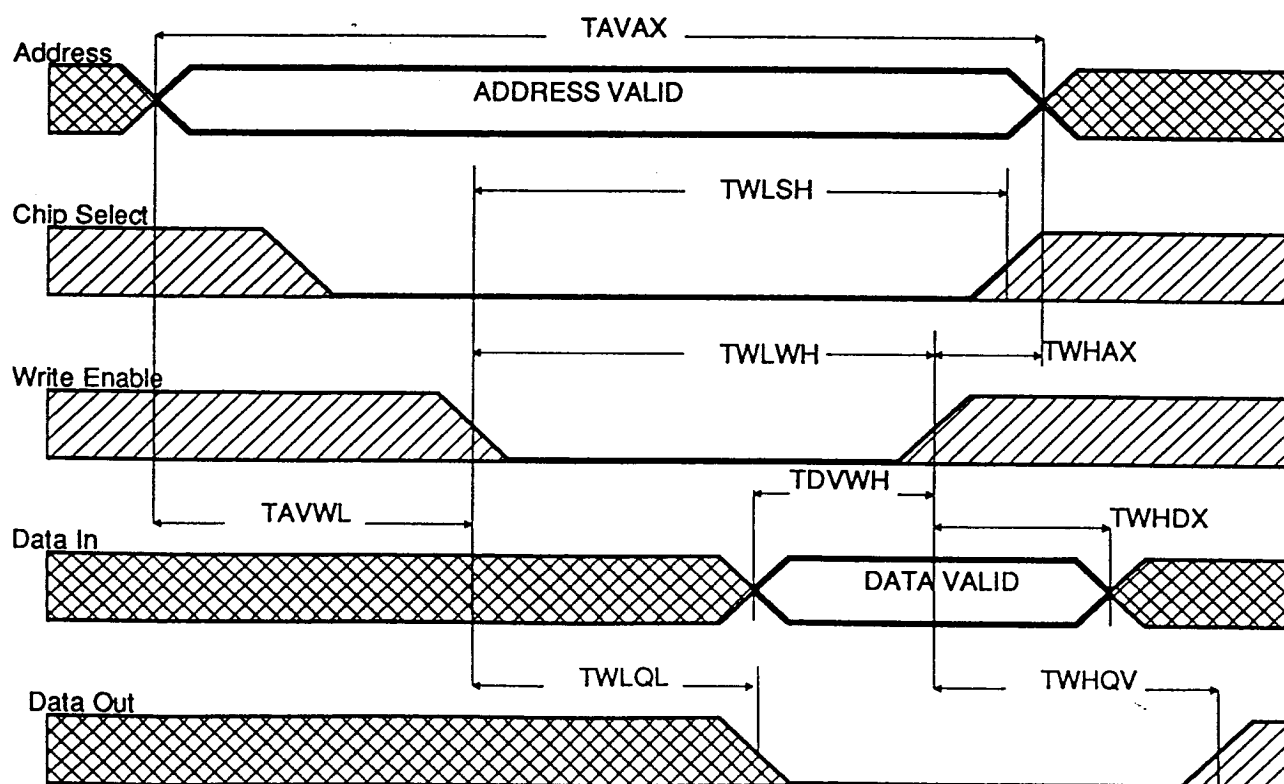 TAVAX
Address
ADDRESS VALID
TWLSH
Chip Select
TWLWH
TWHAX
Write Enable
TDVWH
TAVWL
TWHDX
Data In
DATA VALID
TWLQL
TWHQV
Data Out